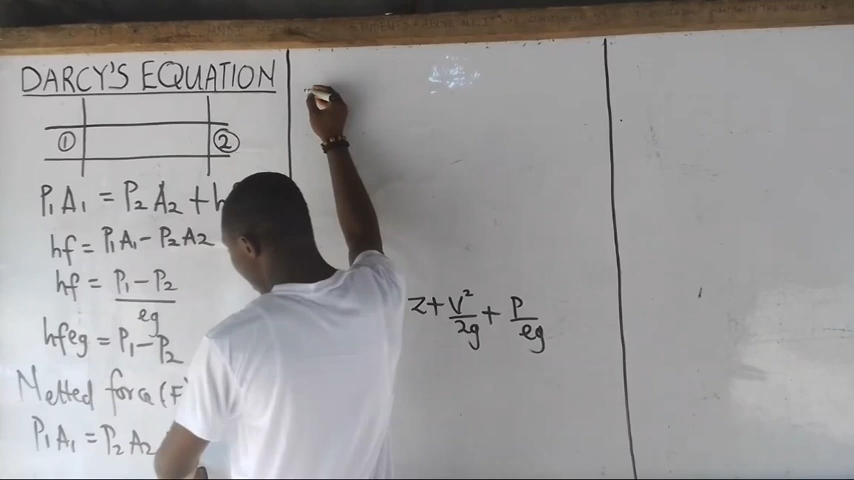 DARCY'S EQUATION
① ②
P₁A₁ = P₂A₂ + h
hf = P₁A₁ - P₂A₂
hf = P₁ - P₂
eg
hfeg = P₁ - P₂
Metted force (F)
P₁A₁ = P₂A₂
Z + V²/2g + P/eg